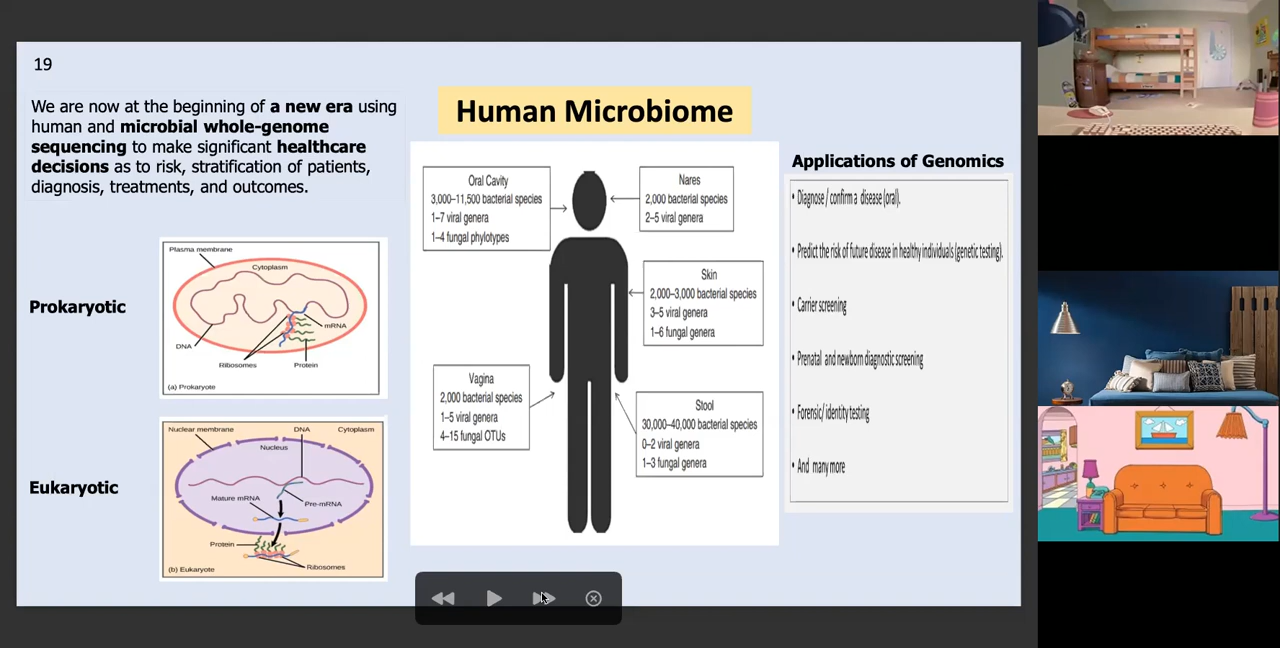 19
We are now at the beginning of a new era using
human and microbial whole-genome
sequencing to make significant healthcare
decisions as to risk, stratification of patients,
diagnosis, treatments, and outcomes.
Prokaryotic
Plasma membrane
Cytoplasm
mRNA
DNA
Ribosomes
Protein
(a) Prokaryote
Eukaryotic
Nuclear membrane
DNA
Cytoplasm
Nucleus
Mature mRNA
Pre-mRNA
Protein
Ribosomes
(b) Eukaryote
Human Microbiome
Oral Cavity
3,000–11,500 bacterial species
1–7 viral genera
1–4 fungal phylotypes
Nares
2,000 bacterial species
2–5 viral genera
Skin
2,000–3,000 bacterial species
3–5 viral genera
1–6 fungal genera
Vagina
2,000 bacterial species
1–5 viral genera
4–15 fungal OTUs
Stool
30,000–40,000 bacterial species
0–2 viral genera
1–3 fungal genera
Applications of Genomics
• Diagnose / confirm a disease (oral).
• Predict the risk of future disease in healthy individuals (genetic testing).
• Carrier screening
• Prenatal and newborn diagnostic screening
• Forensic/ identity testing
• And many more